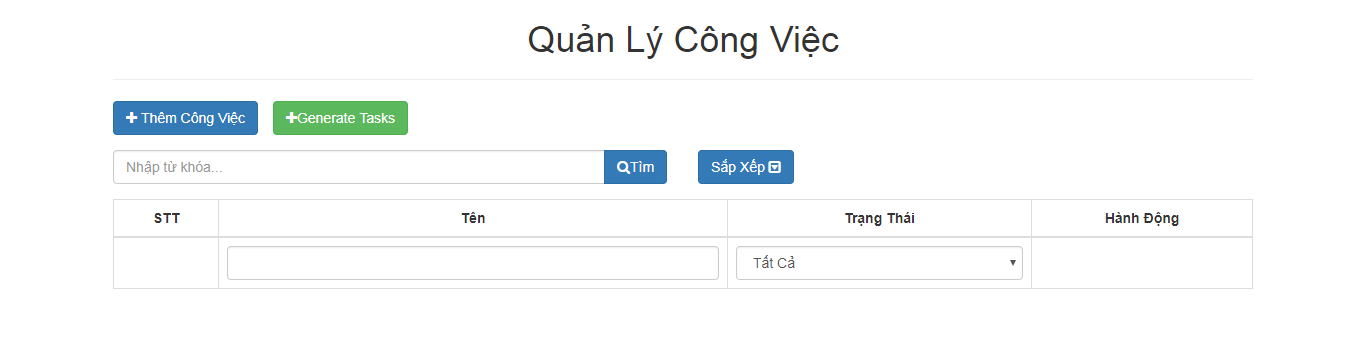 Quản Lý Công Việc
Thêm Công Việc Generate Tasks
Nhập từ khóa... Tìm Sắp Xếp
STT Tên Trạng Thái Hành Động
Tất Cả